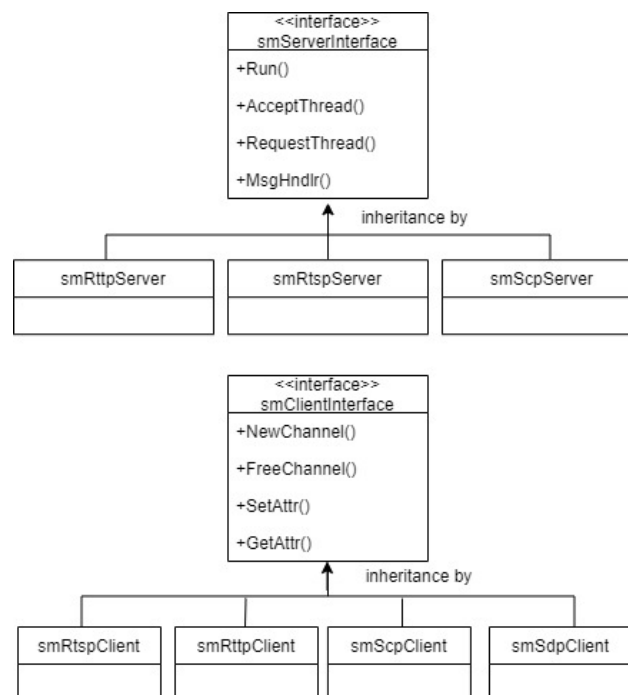 <<interface>>
smServerInterface
+Run()
+AcceptThread()
+RequestThread()
+MsgHndlr()
inheritance by
smRttpServer smRtspServer smScpServer
<<interface>>
smClientInterface
+NewChannel()
+FreeChannel()
+SetAttr()
+GetAttr()
inheritance by
smRtspClient smRttpClient smScpClient smSdpClient